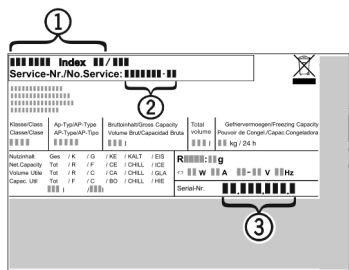 1
Index /
Service-Nr./No.Service: -
2
Klasse/Class Ap-Typ/AP-Type Bruttoinhalt/Gross Capacity Total Gefriervermoegen/Freezing Capacity
Classe/Classe AP-Type/AP-Tipo Volume Brut/Capacidad Bruta volume Pouvoir de Congel./Capac.Congeladora
l l kg / 24 h
Nutzinhalt Ges / K / G / KE / KALT / EIS R : g
Net Capacity Tot / R / F / CE / CHILL / ICE
Volume Utile Tot / R / C / CA / CHILL / GLA W A - V Hz
Capac. Util Tot / F / C / BO / CHILL / HIE
l / l Serial-Nr. . . .
3